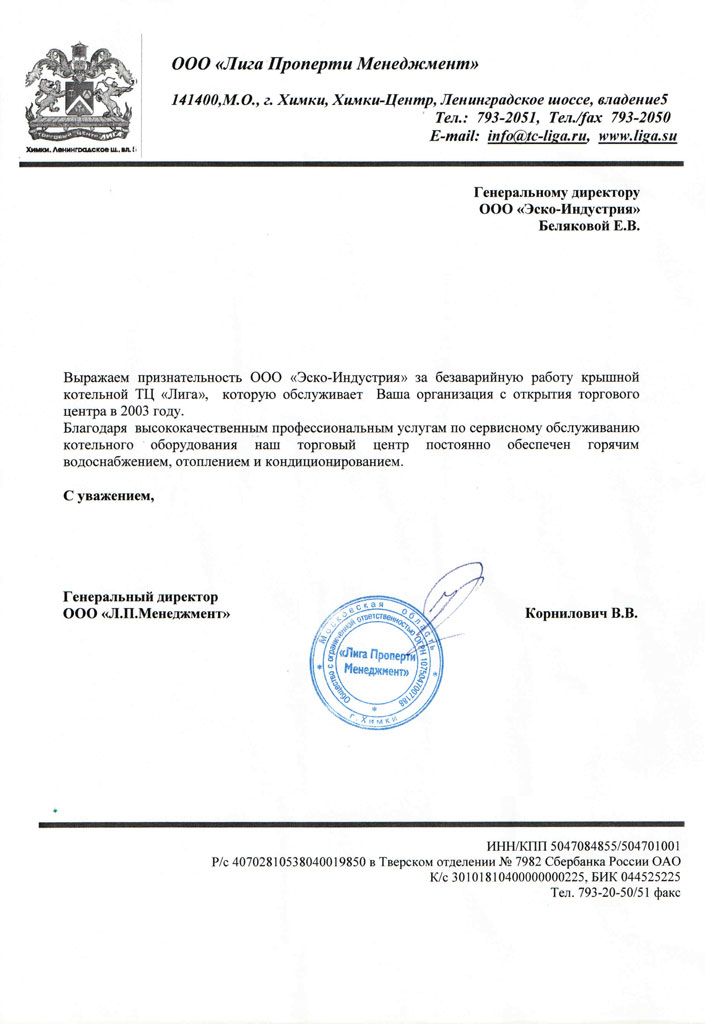 ООО «Лига Проперти Менеджмент»
141400,М.О., г. Химки, Химки-Центр, Ленинградское шоссе, владение5
Тел.: 793-2051, Тел./fax 793-2050
E-mail: info@tc-liga.ru, www.liga.su
ТОРГОВЫЙ ЦЕНТР ЛИГА
Химки, Ленинградское ш., вл.
Генеральному директору
ООО «Эско-Индустрия»
Беляковой Е.В.
Выражаем признательность ООО «Эско-Индустрия» за безаварийную работу крышной
котельной ТЦ «Лига», которую обслуживает Ваша организация с открытия торгового
центра в 2003 году.
Благодаря высококачественным профессиональным услугам по сервисному обслуживанию
котельного оборудования наш торговый центр постоянно обеспечен горячим
водоснабжением, отоплением и кондиционированием.
С уважением,
Генеральный директор
ООО «Л.П.Менеджмент»
Корнилович В.В.
Московская область
Общество с ограниченной ответственностью ОГРН 1075047007188
«Лига Проперти
Менеджмент»
г. Химки
ИНН/КПП 5047084855/504701001
Р/с 40702810538040019850 в Тверском отделении № 7982 Сбербанка России ОАО
К/с 30101810400000000225, БИК 044525225
Тел. 793-20-50/51 факс